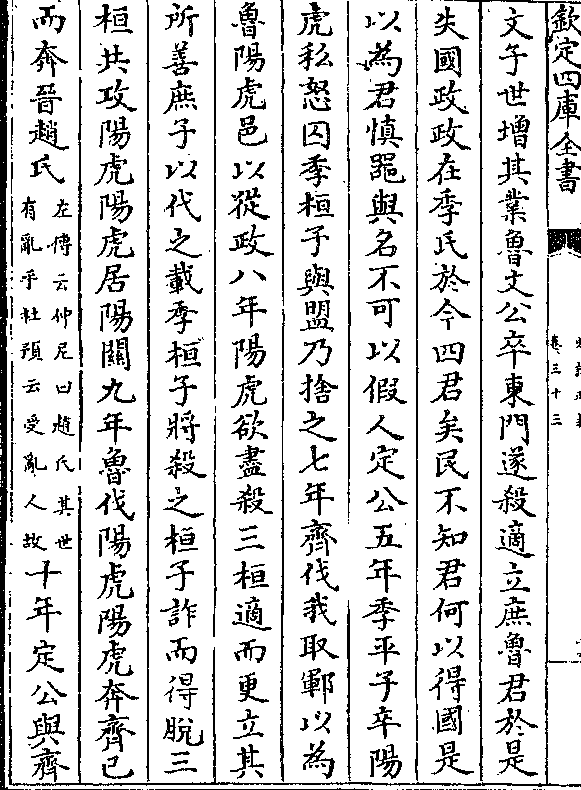 欽定四庫全書
卷三十三
文子世增其業魯文公卒東門遂殺適立庶魯君於是
失國政政在季氏於今四君矣民不知君何以得國是
以為君慎噐與名不可以假人定公五年季平子卒陽
虎私怒囚季桓子與盟乃捨之七年齊伐我取鄆以為
魯陽虎邑以從政八年陽虎欲盡殺三桓適而更立其
所善庶子以代之載季桓子將殺之桓子詐而得脫三
桓共攻陽虎陽虎居陽關九年魯伐陽虎陽虎奔齊已
而奔晉趙氏
左傳云仲尼曰趙氏其世
有亂乎杜預云受亂人故
十年定公與齊